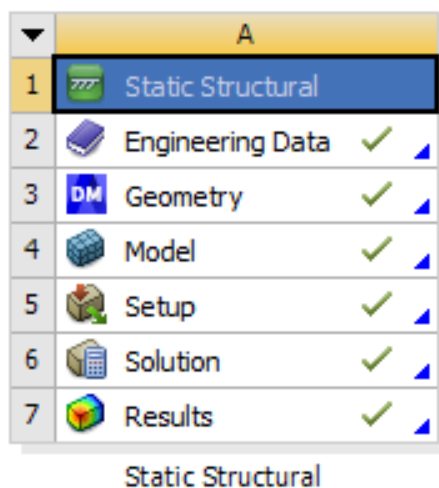 A
1 Static Structural
2 Engineering Data
3 DM Geometry
4 Model
5 Setup
6 Solution
7 Results
Static Structural